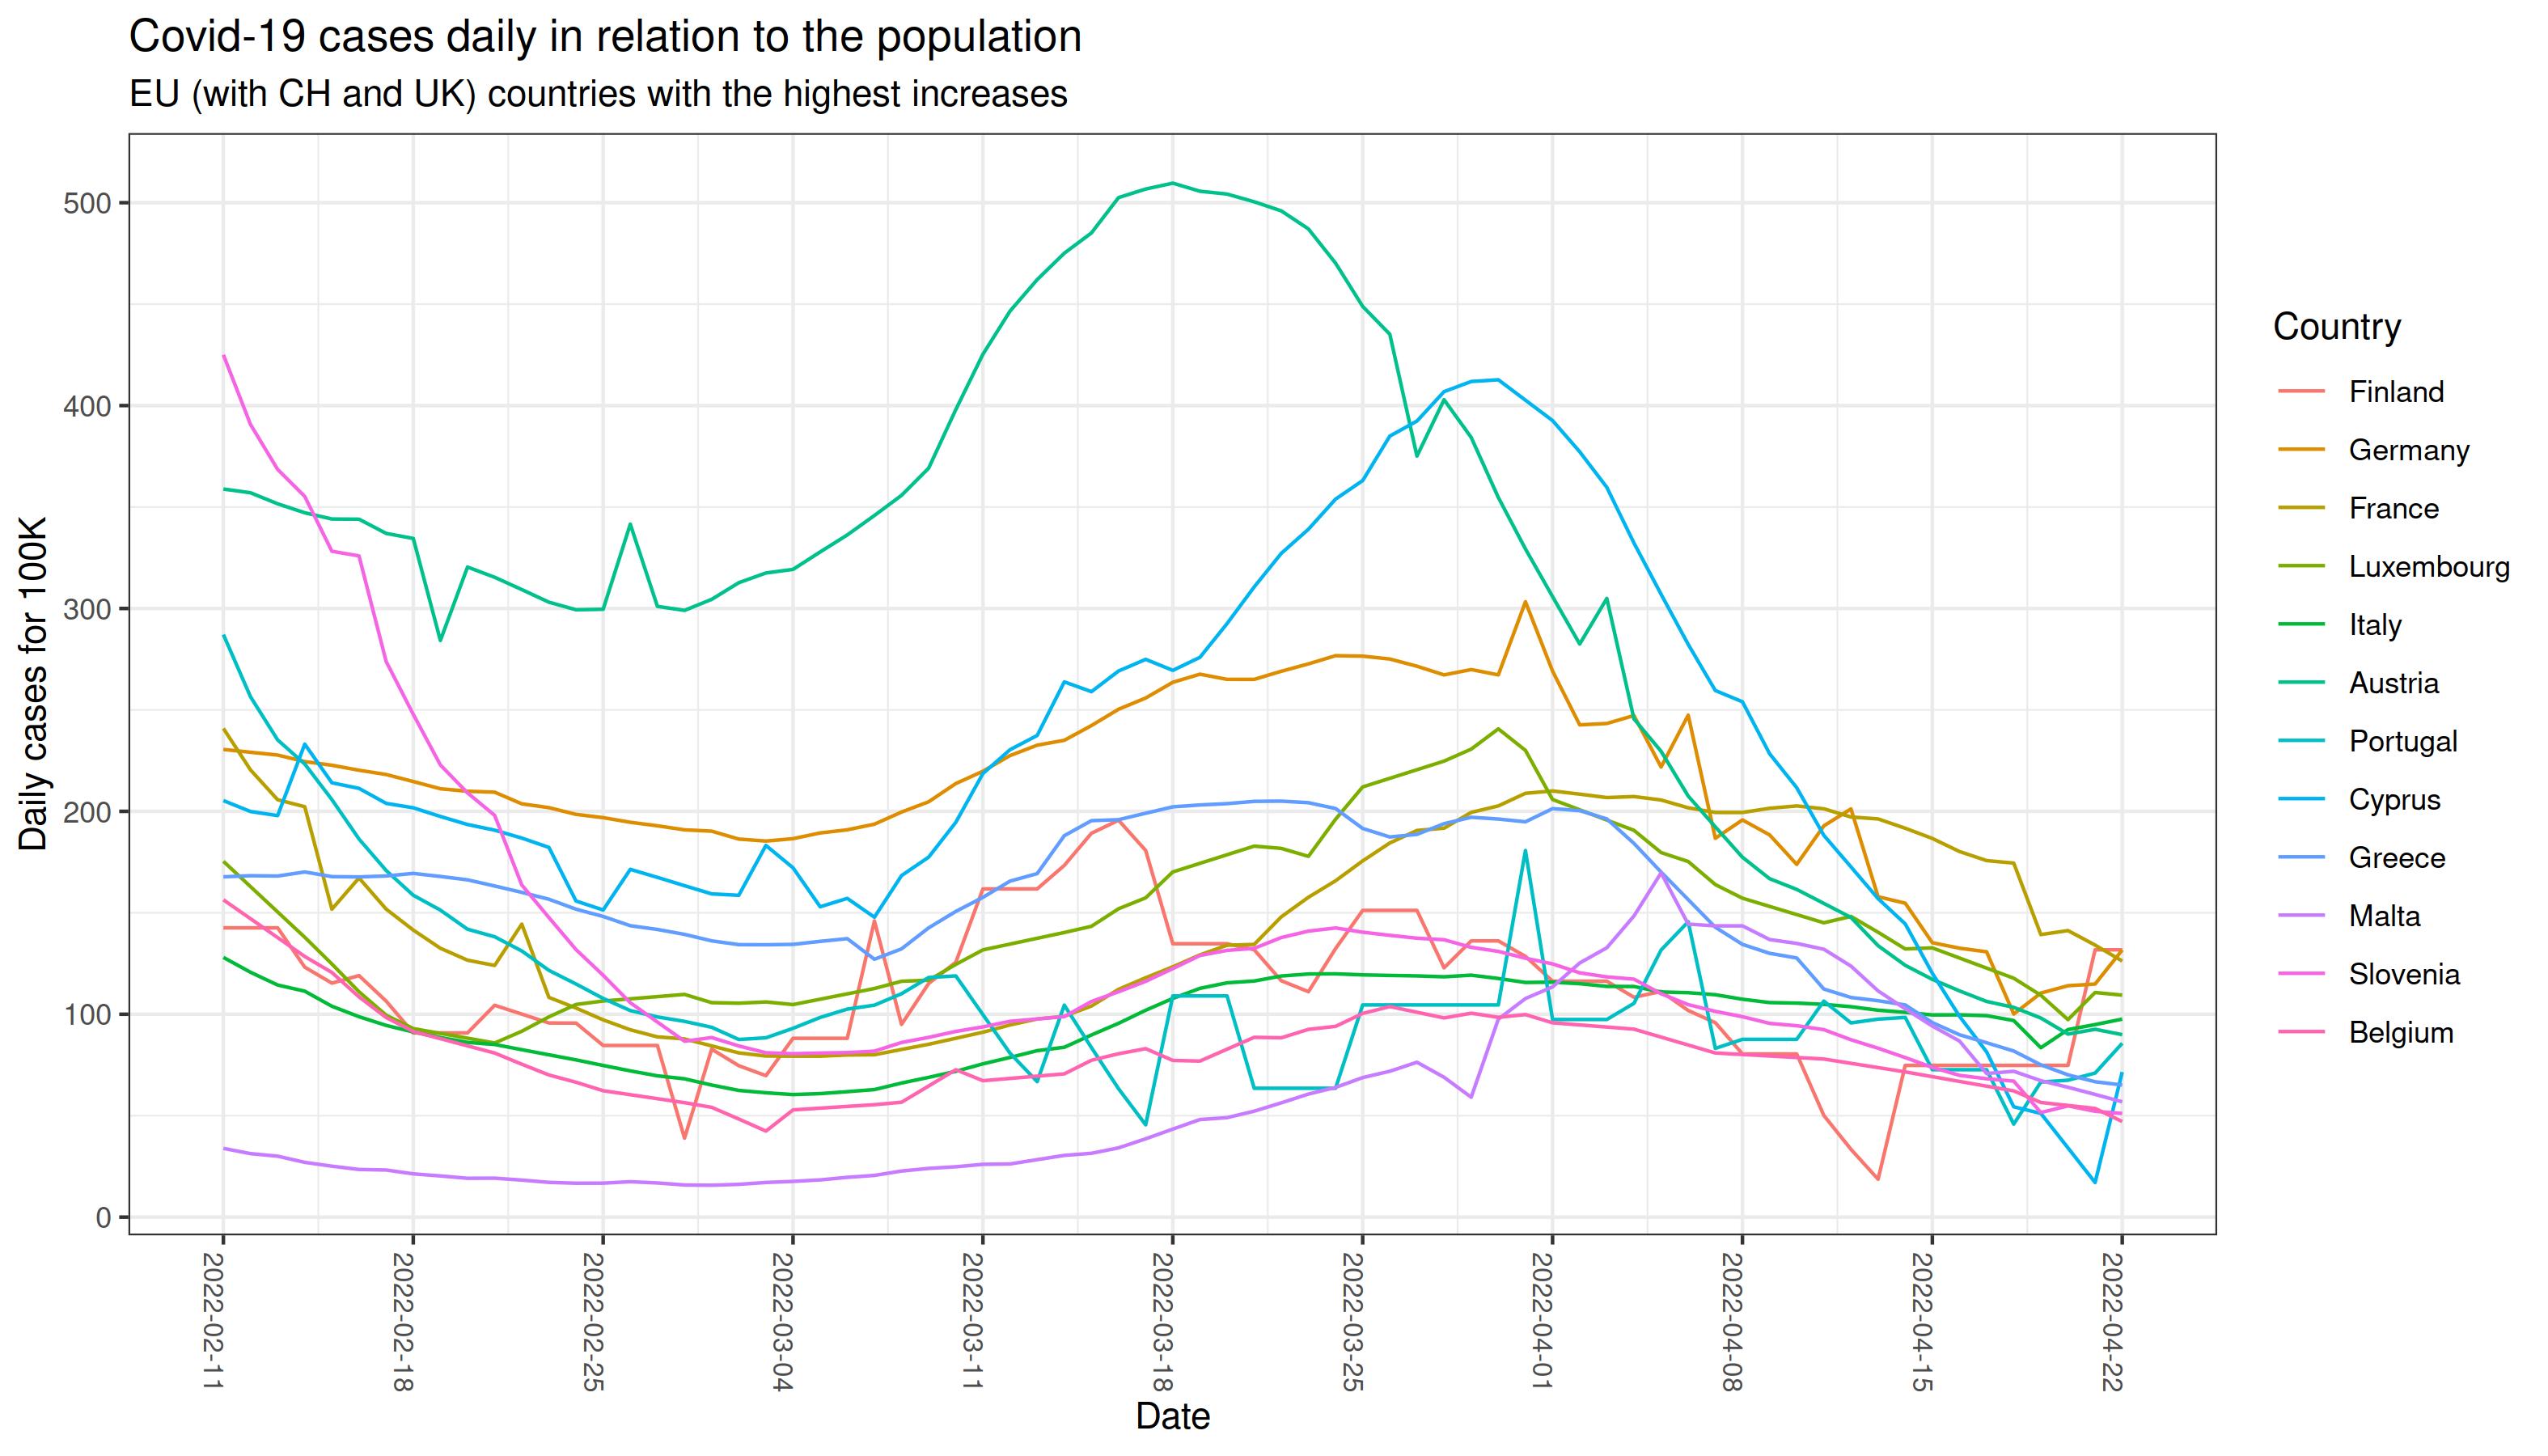 Covid-19 cases daily in relation to the population
EU (with CH and UK) countries with the highest increases
Daily cases for 100K
500
400
300
200
100
0
2022-02-11
2022-02-18
2022-02-25
2022-03-04
2022-03-11
2022-03-18
2022-03-25
2022-04-01
2022-04-08
2022-04-15
2022-04-22
Date
Country
Finland
Germany
France
Luxembourg
Italy
Austria
Portugal
Cyprus
Greece
Malta
Slovenia
Belgium